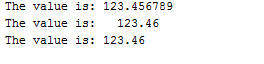 The value is: 123.456789
The value is:   123.46
The value is: 123.46